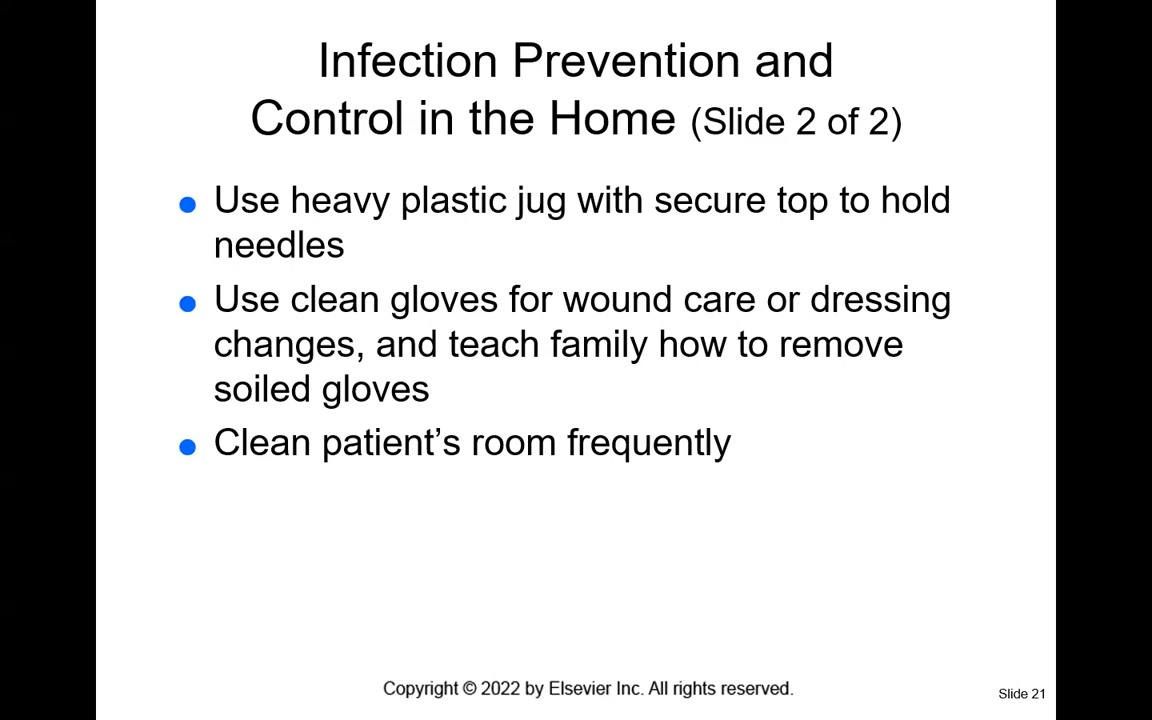 Infection Prevention and
Control in the Home (Slide 2 of 2)
● Use heavy plastic jug with secure top to hold
needles
● Use clean gloves for wound care or dressing
changes, and teach family how to remove
soiled gloves
● Clean patient’s room frequently
Copyright © 2022 by Elsevier Inc. All rights reserved.
Slide 21